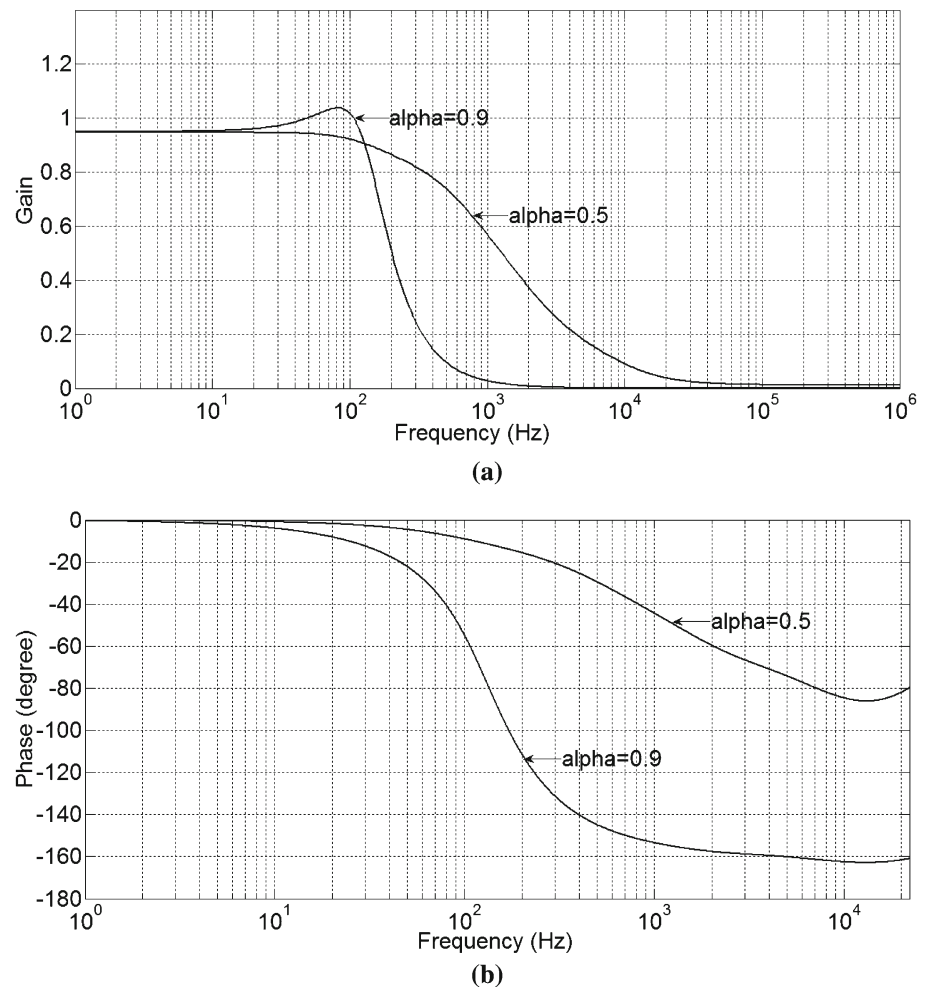 1.2
1
0.8
0.6
0.4
0.2
0
Gain
alpha=0.9
alpha=0.5
10^0 10^1 10^2 10^3 10^4 10^5 10^6
Frequency (Hz)
(a)
0
-20
-40
-60
-80
-100
-120
-140
-160
-180
Phase (degree)
alpha=0.5
alpha=0.9
10^0 10^1 10^2 10^3 10^4
Frequency (Hz)
(b)